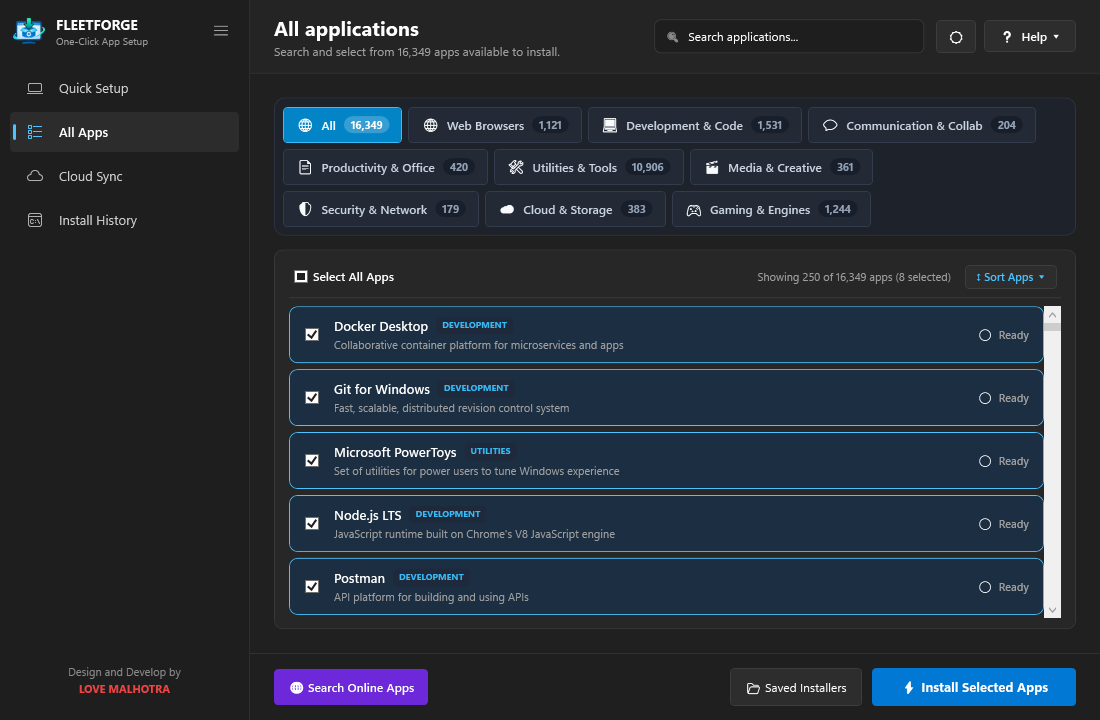 FLEETFORGE
One-Click App Setup
Quick Setup
All Apps
Cloud Sync
Install History
Design and Develop by
LOVE MALHOTRA
All applications
Search and select from 16,349 apps available to install.
Search applications...
? Help
All 16,349
Web Browsers 1,121
Development & Code 1,531
Communication & Collab 204
Productivity & Office 420
Utilities & Tools 10,906
Media & Creative 361
Security & Network 179
Cloud & Storage 383
Gaming & Engines 1,244
Select All Apps
Showing 250 of 16,349 apps (8 selected)
↕ Sort Apps
Docker Desktop DEVELOPMENT
Collaborative container platform for microservices and apps
Ready
Git for Windows DEVELOPMENT
Fast, scalable, distributed revision control system
Ready
Microsoft PowerToys UTILITIES
Set of utilities for power users to tune Windows experience
Ready
Node.js LTS DEVELOPMENT
JavaScript runtime built on Chrome's V8 JavaScript engine
Ready
Postman DEVELOPMENT
API platform for building and using APIs
Ready
Search Online Apps
Saved Installers
Install Selected Apps